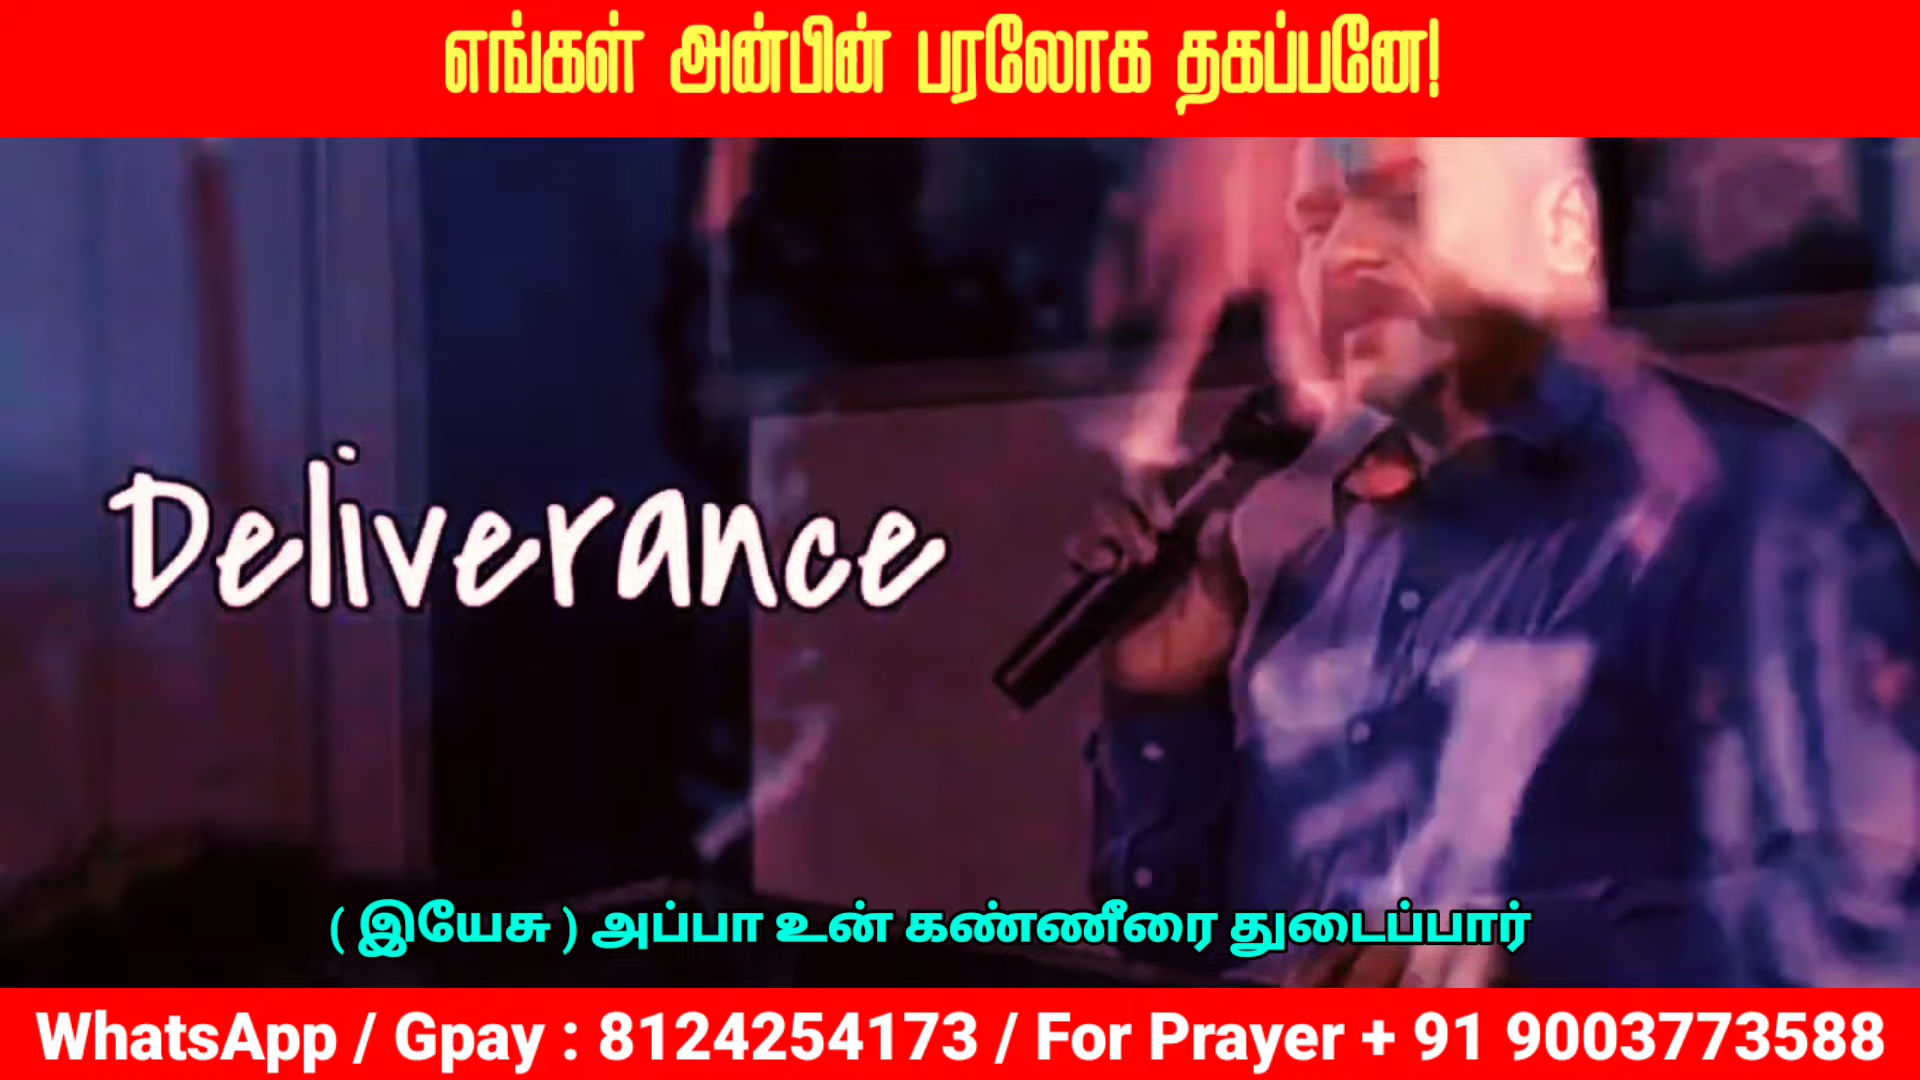 எங்கள் அன்பின் பரலோக தகப்பனே!
Deliverance
( இயேசு ) அப்பா உன் கண்ணீரை துடைப்பார்
WhatsApp / Gpay : 8124254173 / For Prayer + 91 9003773588